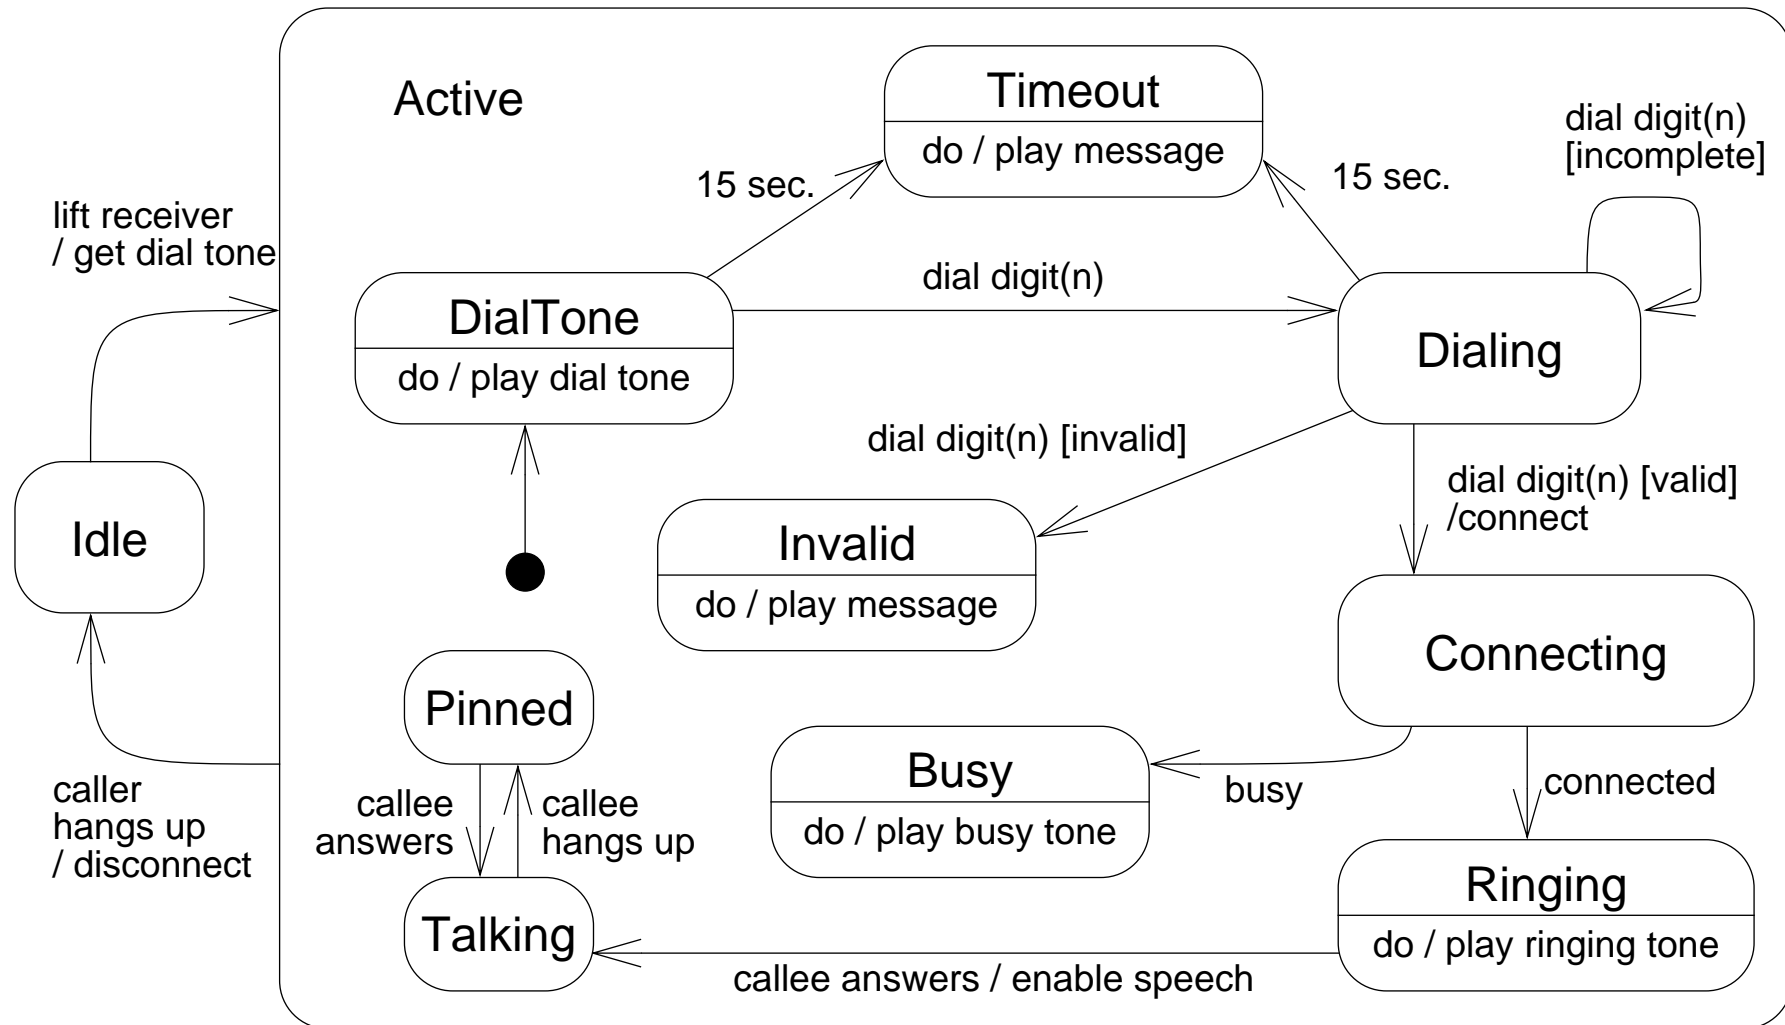 Active
Timeout
do / play message
dial digit(n)
[incomplete]
15 sec.
15 sec.
lift receiver
/ get dial tone
dial digit(n)
DialTone
do / play dial tone
Dialing
dial digit(n) [invalid]
dial digit(n) [valid]
/connect
Idle
Invalid
do / play message
Connecting
Pinned
Busy
do / play busy tone
busy
connected
caller
hangs up
/ disconnect
callee
answers
callee
hangs up
Ringing
do / play ringing tone
Talking
callee answers / enable speech